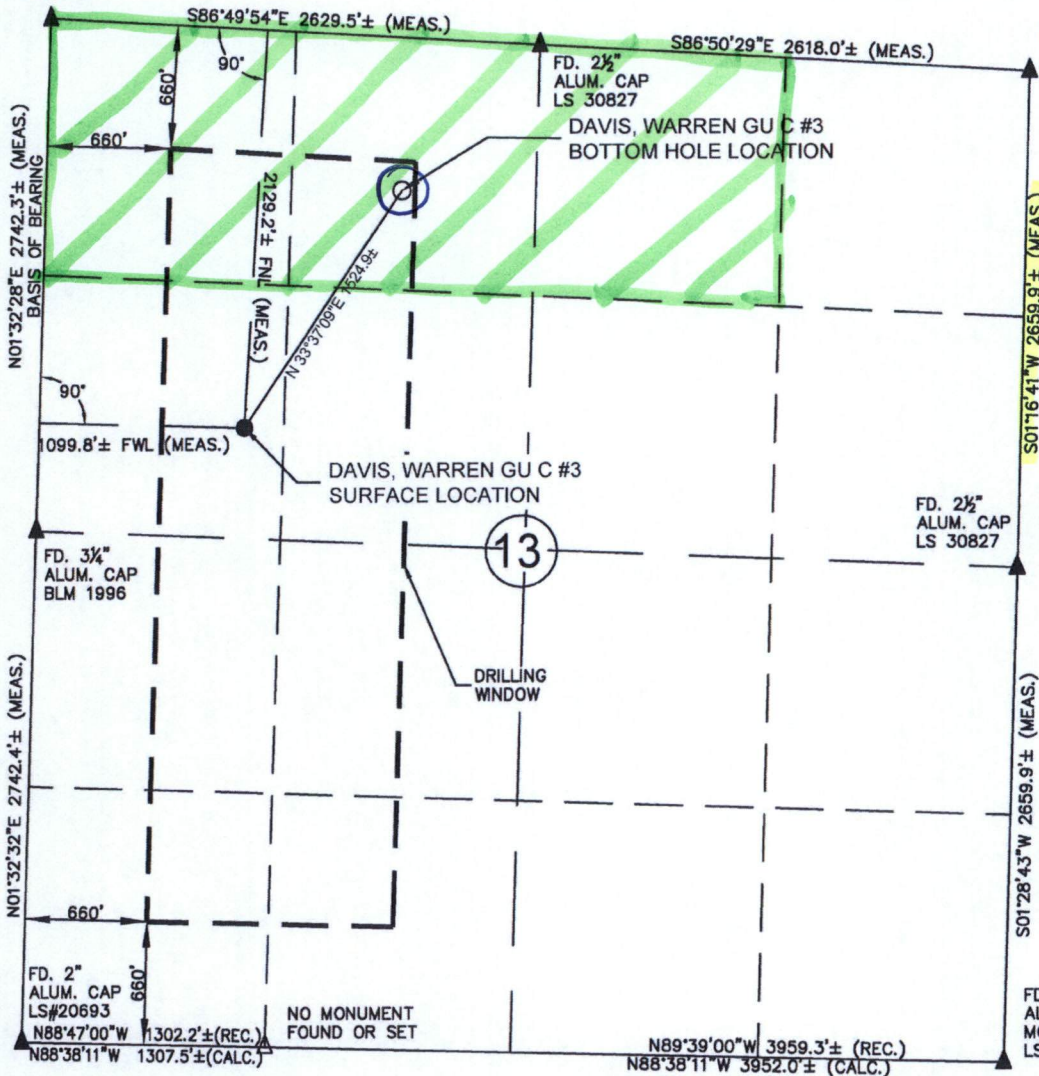 S86°49'54"E 2629.5'± (MEAS.)
S86°50'29"E 2618.0'± (MEAS.)
90°
660'
FD. 2½"
ALUM. CAP
LS 30827
DAVIS, WARREN GU C #3
BOTTOM HOLE LOCATION
660'
N01°32'28"E 2742.3'± (MEAS.)
BASIS OF BEARING
2129.2'± FNL (MEAS.)
N 33°37'09"E 1524.9±
S01°16'41"W 2659.9'± (MEAS.)
90°
1099.8'± FWL (MEAS.)
DAVIS, WARREN GU C #3
SURFACE LOCATION
FD. 2½"
ALUM. CAP
LS 30827
13
FD. 3¼"
ALUM. CAP
BLM 1996
DRILLING
WINDOW
N01°32'32"E 2742.4'± (MEAS.)
S01°28'43"W 2659.9'± (MEAS.)
660'
660'
FD. 2"
ALUM. CAP
LS#20693
NO MONUMENT
FOUND OR SET
N88°47'00"W 1302.2'±(REC.)
N88°38'11"W 1307.5'±(CALC.)
N89°39'00"W 3959.3'± (REC.)
N88°38'11"W 3952.0'± (CALC.)
LS